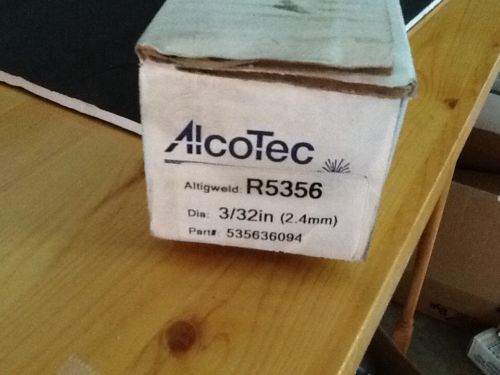 AlcoTec
Altigweld: R5356
Dia: 3/32in (2.4mm)
Part#: 535636094